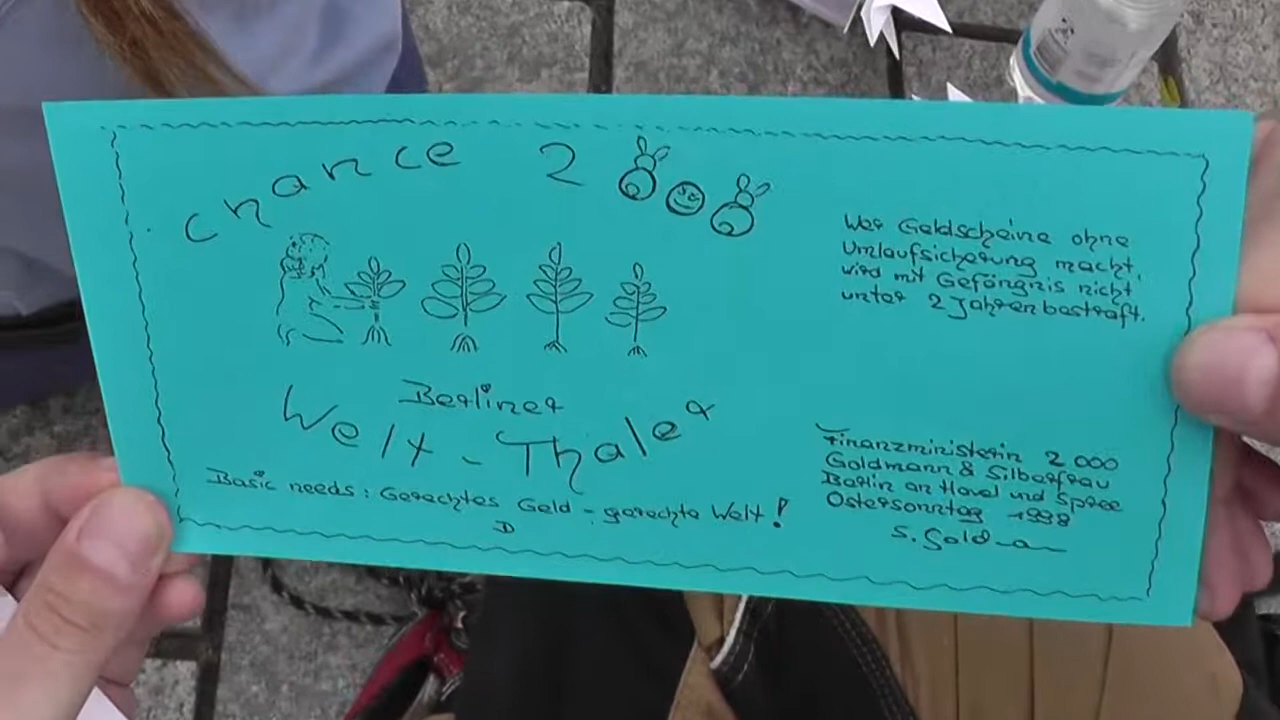 chance 2000
Wer Geldscheine ohne
Umlaufsicherung macht,
wird mit Gefängnis nicht
unter 2 Jahren bestraft.
Berliner
Welt-Thaler
Basic needs: Gerechtes Geld - gerechte Welt!
D
Finanzministerin 2000
Goldmann & Silberfrau
Berlin an Havel und Spree
Ostersonntag 1998